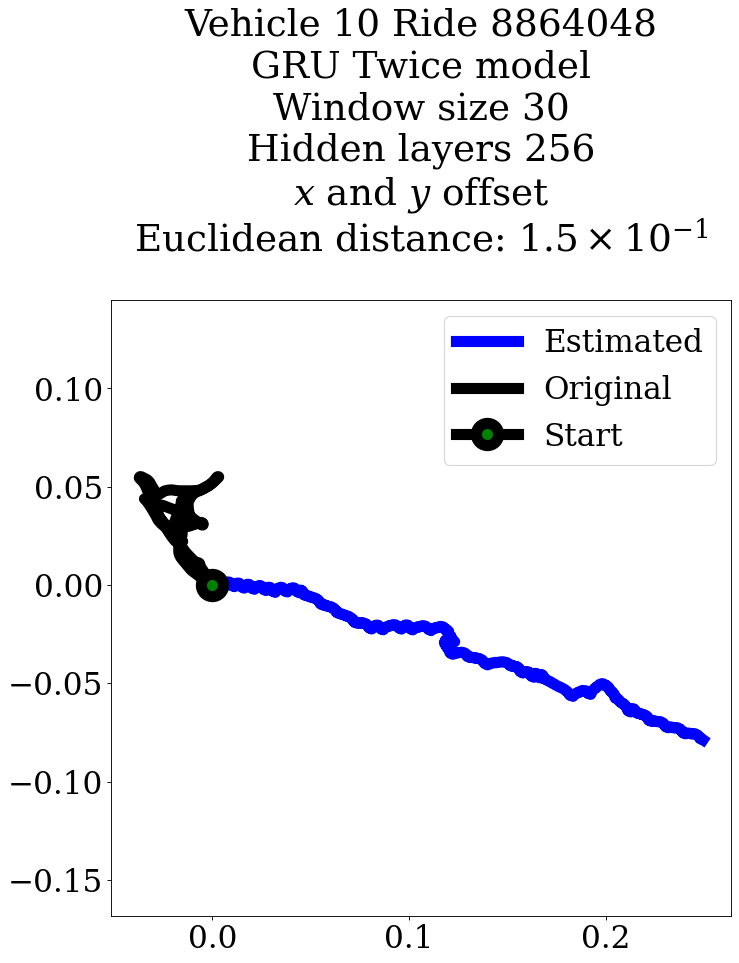 Vehicle 10 Ride 8864048
GRU Twice model
Window size 30
Hidden layers 256
x and y offset
Euclidean distance: 1.5 × 10⁻¹
Estimated
Original
Start
0.10
0.05
0.00
−0.05
−0.10
−0.15
0.0 0.1 0.2